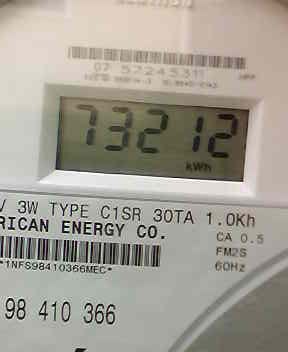 07 57245311
73212
kWh
V 3W TYPE C1SR 30TA 1.0Kh
RICAN ENERGY CO.
CA 0.5
FM2S
*1NFS98410366MEC*
60Hz
98 410 366